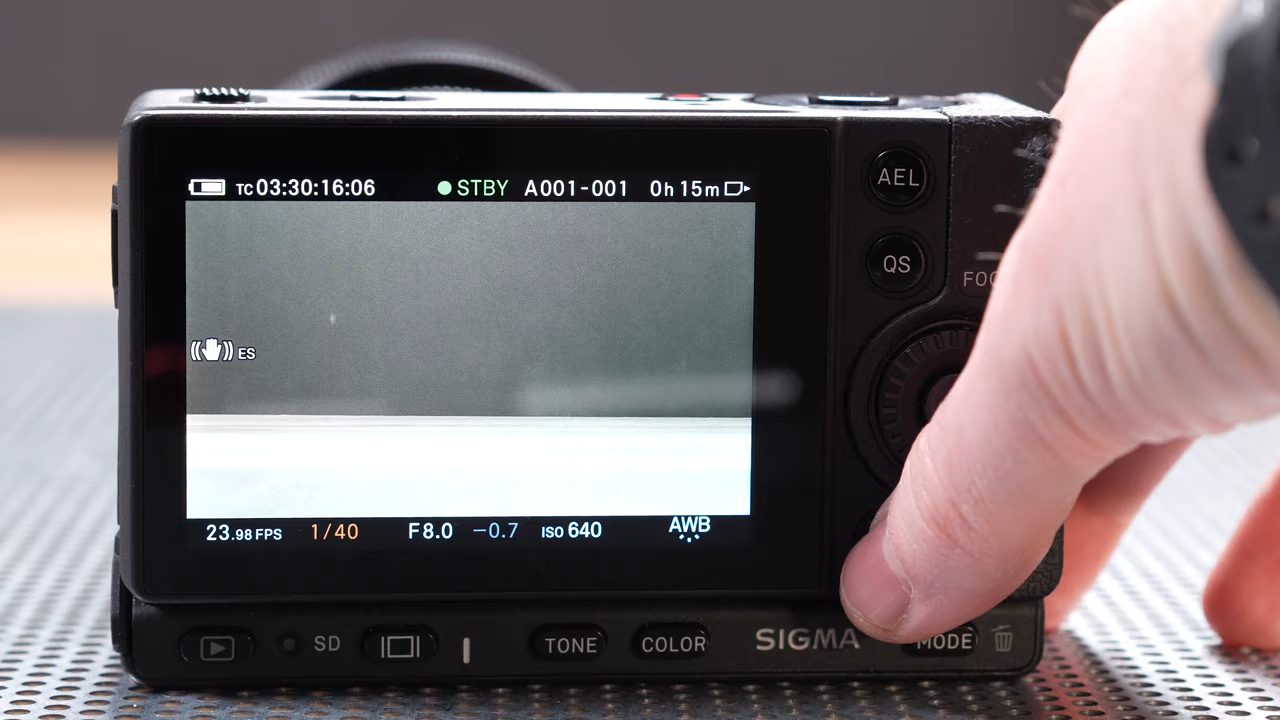 TC 03:30:16:06 STBY A001-001 0h 15m
AEL
QS
FOC
ES
23.98 FPS 1/40 F8.0 −0.7 ISO 640 AWB
SD TONE COLOR SIGMA MODE